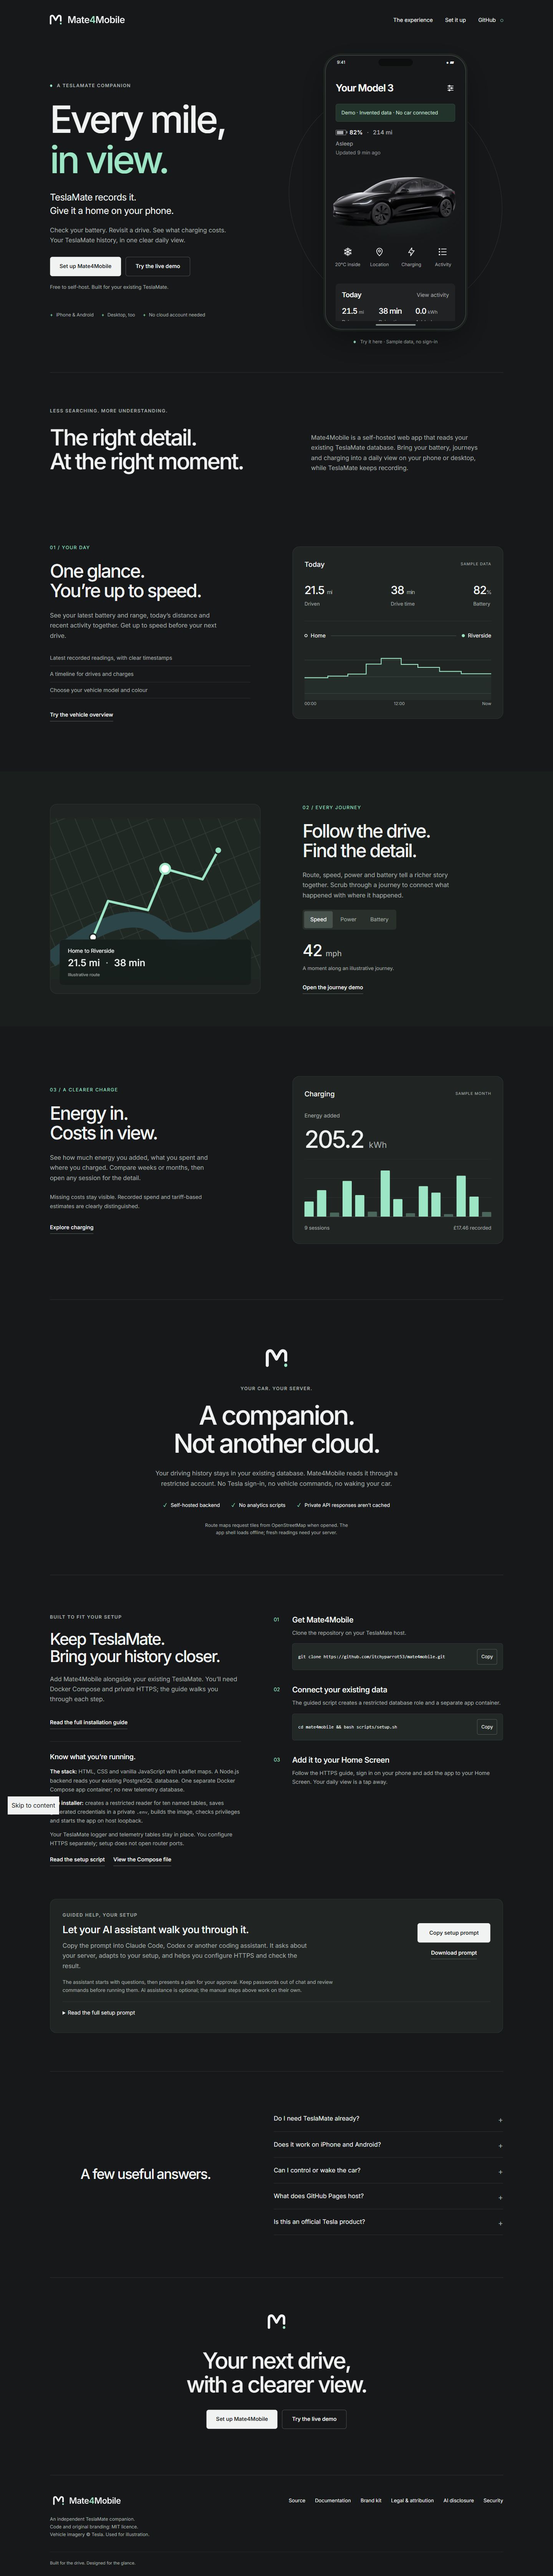 Mate4Mobile
The experience
Set it up
GitHub
A TESLAMATE COMPANION
Every mile,
in view.
TeslaMate records it.
Give it a home on your phone.
Check your battery. Revisit a drive. See what charging costs.
Your TeslaMate history, in one clear daily view.
Set up Mate4Mobile
Try the live demo
Free to self-host. Built for your existing TeslaMate.
iPhone & Android
Desktop, too
No cloud account needed
9:41
Your Model 3
Demo · Invented data · No car connected
82% · 214 mi
Asleep
Updated 9 min ago
20°C inside
Location
Charging
Activity
Today
View activity
21.5 mi
38 min
0.0 kWh
Try it here · Sample data, no sign-in
LESS SEARCHING. MORE UNDERSTANDING.
The right detail.
At the right moment.
Mate4Mobile is a self-hosted web app that reads your
existing TeslaMate database. Bring your battery, journeys
and charging into a daily view on your phone or desktop,
while TeslaMate keeps recording.
01 / YOUR DAY
One glance.
You're up to speed.
See your latest battery and range, today's distance and
recent activity together. Get up to speed before your next
drive.
Latest recorded readings, with clear timestamps
A timeline for drives and charges
Choose your vehicle model and colour
Try the vehicle overview
Today
SAMPLE DATA
21.5 mi
38 min
82%
Driven
Drive time
Battery
Home
Riverside
00:00
12:00
Now
Home to Riverside
21.5 mi · 38 min
Illustrative route
02 / EVERY JOURNEY
Follow the drive.
Find the detail.
Route, speed, power and battery tell a richer story
together. Scrub through a journey to connect what
happened with where it happened.
Speed
Power
Battery
42 mph
A moment along an illustrative journey.
Open the journey demo
03 / A CLEARER CHARGE
Energy in.
Costs in view.
See how much energy you added, what you spent and
where you charged. Compare weeks or months, then
open any session for the detail.
Missing costs stay visible. Recorded spend and tariff-based
estimates are clearly distinguished.
Explore charging
Charging
SAMPLE MONTH
Energy added
205.2 kWh
9 sessions
£17.46 recorded
YOUR CAR. YOUR SERVER.
A companion.
Not another cloud.
Your driving history stays in your existing database. Mate4Mobile reads it through a
restricted account. No Tesla sign-in, no vehicle commands, no waking your car.
✓ Self-hosted backend
✓ No analytics scripts
✓ Private API responses aren't cached
Route maps request tiles from OpenStreetMap when opened. The
app shell loads offline; fresh readings need your server.
BUILT TO FIT YOUR SETUP
Keep TeslaMate.
Bring your history closer.
Add Mate4Mobile alongside your existing TeslaMate. You'll need
Docker Compose and private HTTPS; the guide walks you
through each step.
Read the full installation guide
Know what you're running.
The stack: HTML, CSS and vanilla JavaScript with Leaflet maps. A Node.js
backend reads your existing PostgreSQL database. One separate Docker
Compose app container; no new telemetry database.
Skip to content
installer: creates a restricted reader for ten named tables, saves
generated credentials in a private .env, builds the image, checks privileges
and starts the app on host loopback.
Your TeslaMate logger and telemetry tables stay in place. You configure
HTTPS separately; setup does not open router ports.
Read the setup script
View the Compose file
01
Get Mate4Mobile
Clone the repository on your TeslaMate host.
git clone https://github.com/itchyparrot53/mate4mobile.git
Copy
02
Connect your existing data
The guided script creates a restricted database role and a separate app container.
cd mate4mobile && bash scripts/setup.sh
Copy
03
Add it to your Home Screen
Follow the HTTPS guide, sign in on your phone and add the app to your Home
Screen. Your daily view is a tap away.
GUIDED HELP, YOUR SETUP
Let your AI assistant walk you through it.
Copy the prompt into Claude Code, Codex or another coding assistant. It asks about
your server, adapts to your setup, and helps you configure HTTPS and check the
result.
The assistant starts with questions, then presents a plan for your approval. Keep passwords out of chat and review
commands before running them. AI assistance is optional; the manual steps above work on their own.
Copy setup prompt
Download prompt
Read the full setup prompt
A few useful answers.
Do I need TeslaMate already? +
Does it work on iPhone and Android? +
Can I control or wake the car? +
What does GitHub Pages host? +
Is this an official Tesla product? +
Your next drive,
with a clearer view.
Set up Mate4Mobile
Try the live demo
Mate4Mobile
An independent TeslaMate companion.
Code and original branding: MIT licence.
Vehicle imagery © Tesla. Used for illustration.
Source
Documentation
Brand kit
Legal & attribution
AI disclosure
Security
Built for the drive. Designed for the glance.